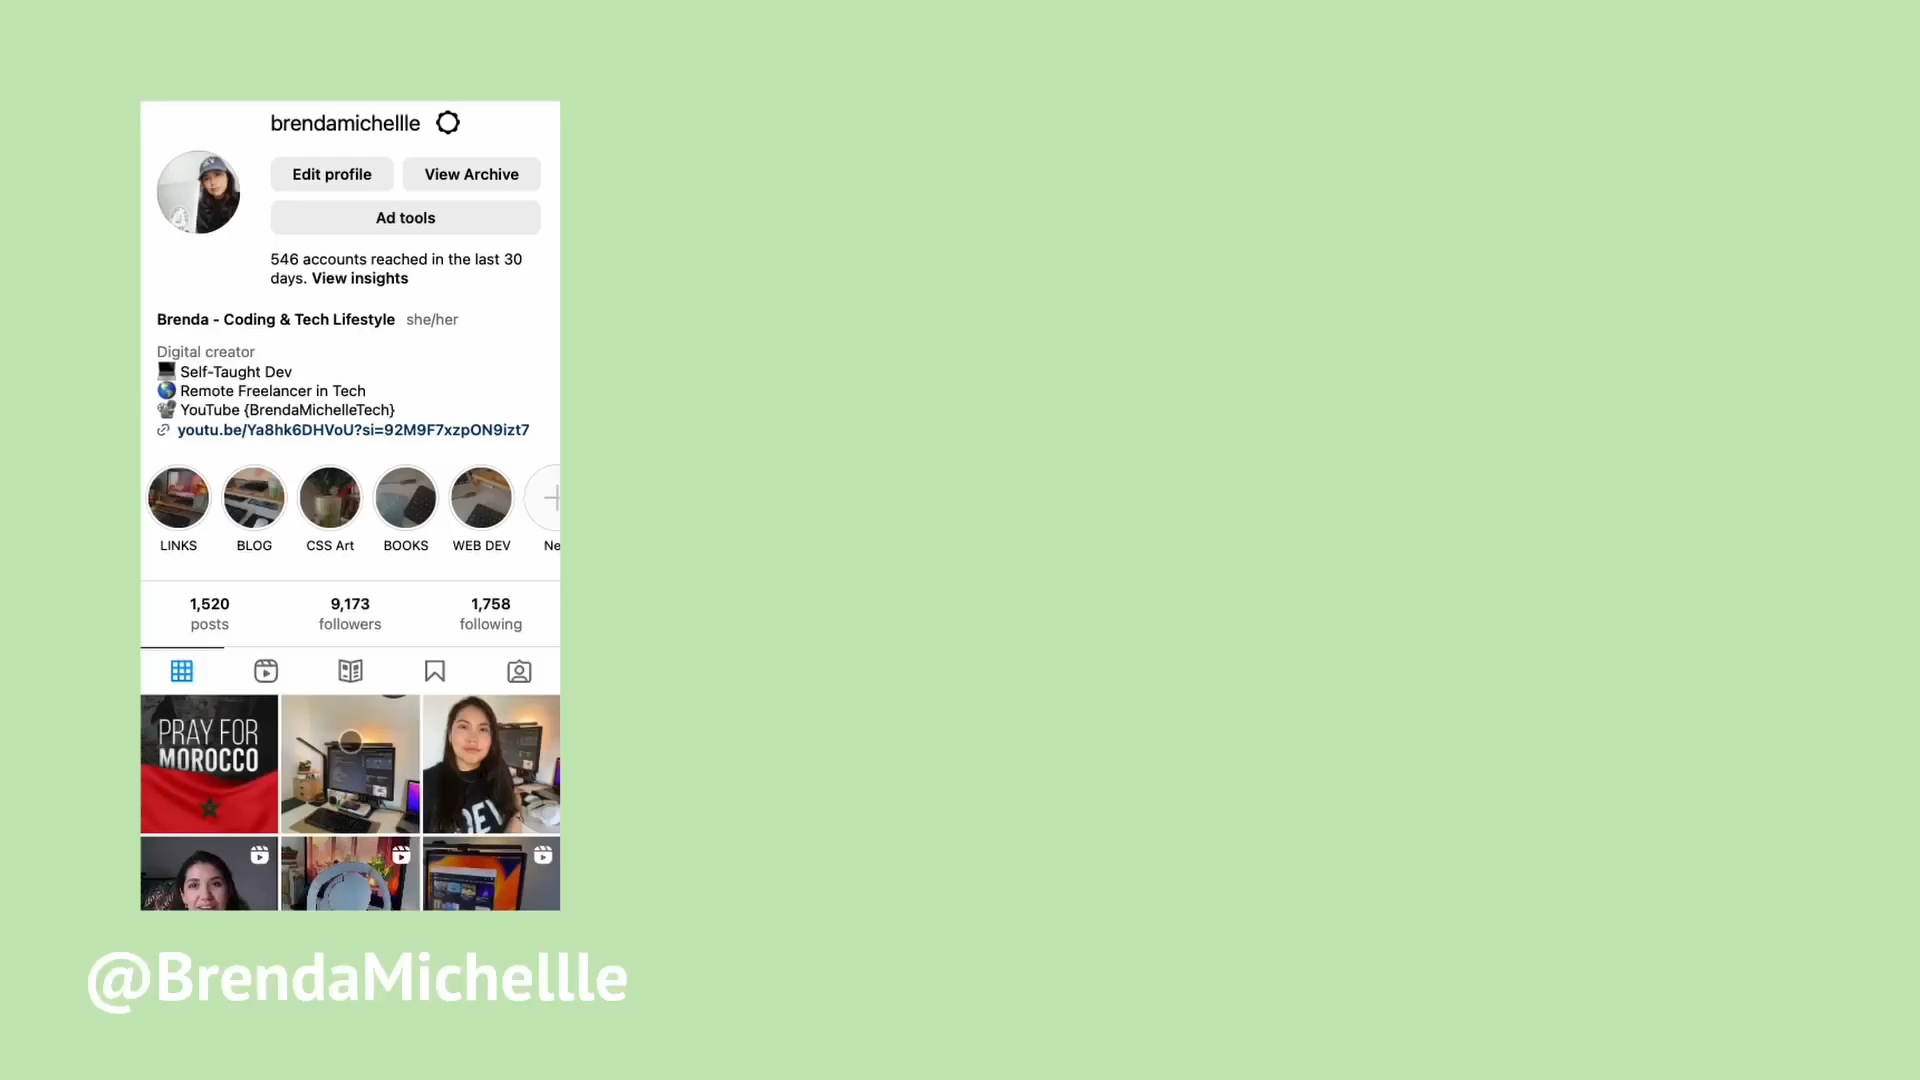 brendamichellle
Edit profile
View Archive
Ad tools
546 accounts reached in the last 30
days. View insights
Brenda - Coding & Tech Lifestyle she/her
Digital creator
Self-Taught Dev
Remote Freelancer in Tech
YouTube {BrendaMichelleTech}
youtu.be/Ya8hk6DHVoU?si=92M9F7xzpON9izt7
LINKS
BLOG
CSS Art
BOOKS
WEB DEV
Ne
1,520
posts
9,173
followers
1,758
following
PRAY FOR
MOROCCO
@BrendaMichellle